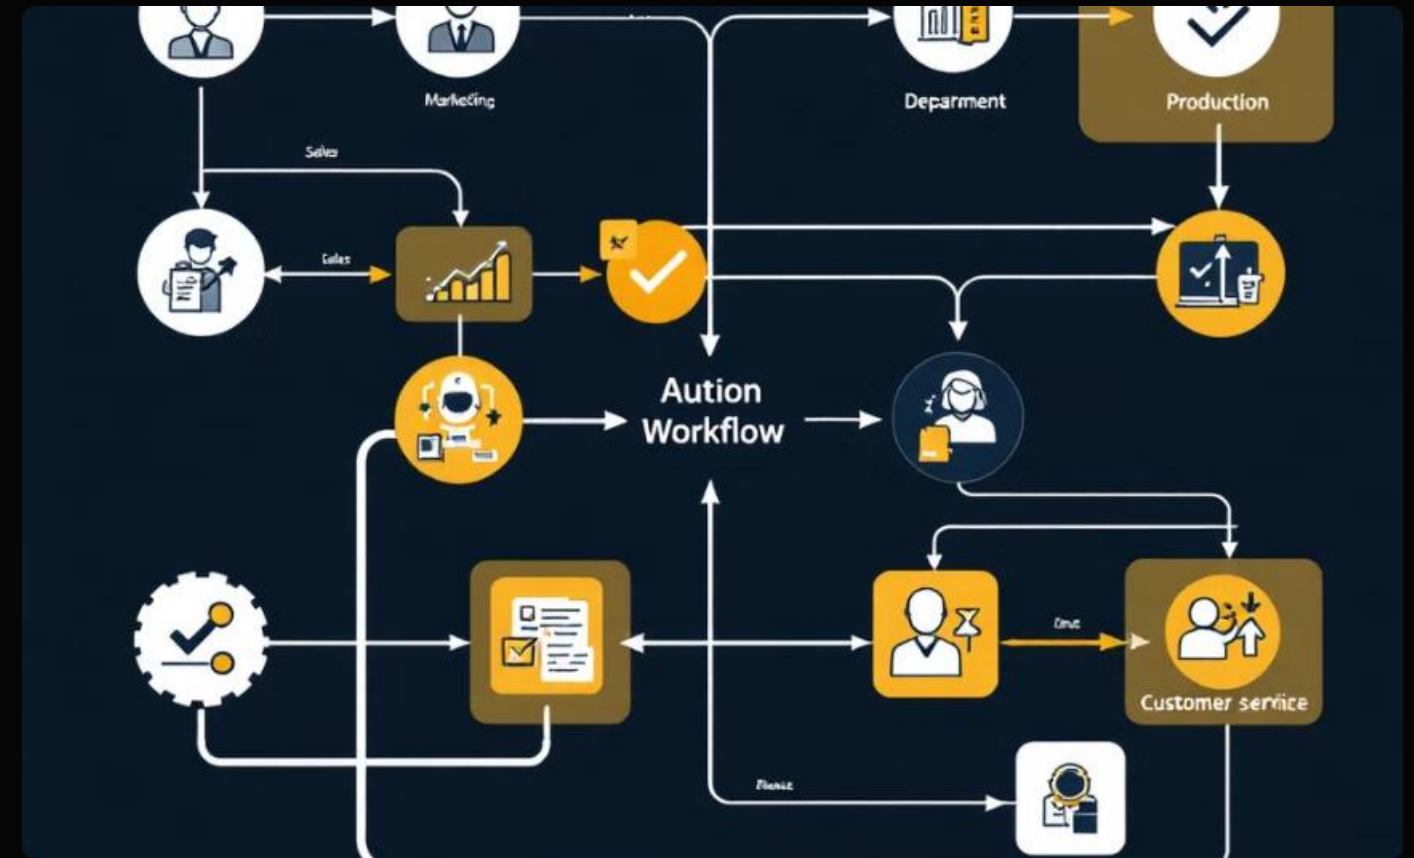 Marketing
Deparment
Production
Sales
Sales
Aution
Workflow
Customer service